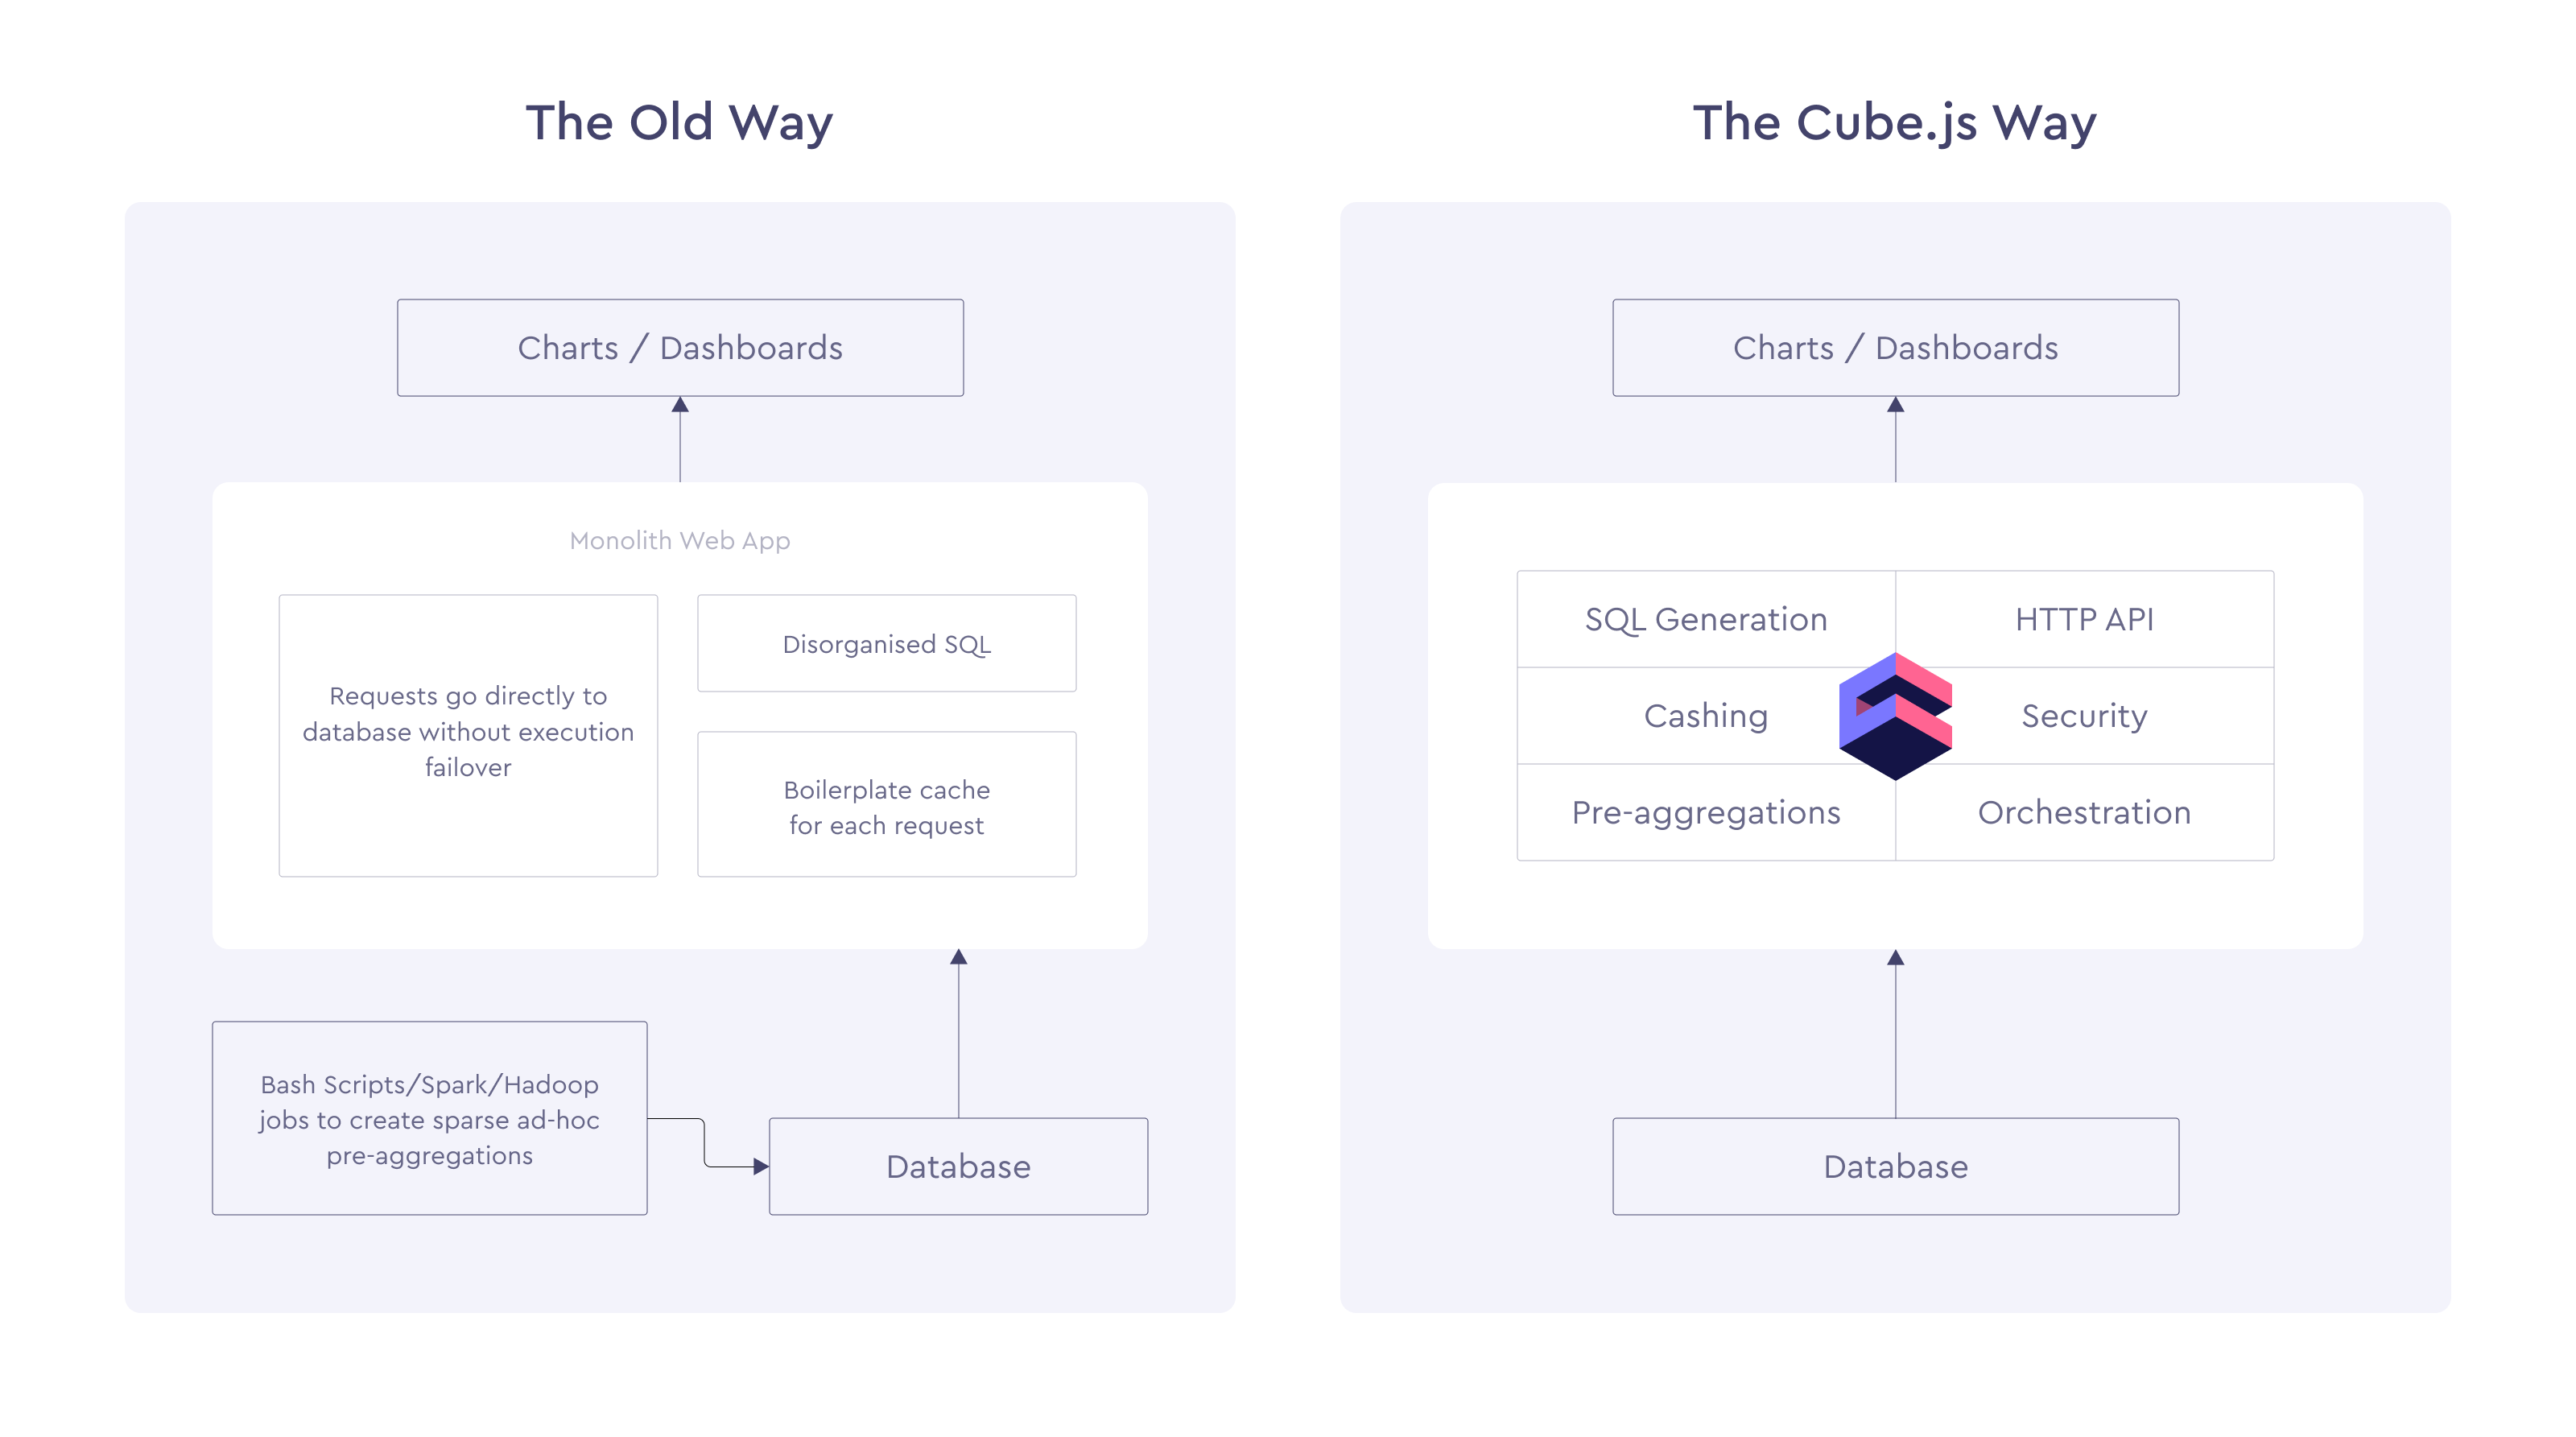 The Old Way
Charts / Dashboards
Monolith Web App
Requests go directly to
database without execution
failover
Disorganised SQL
Boilerplate cache
for each request
Bash Scripts/Spark/Hadoop
jobs to create sparse ad-hoc
pre-aggregations
Database
The Cube.js Way
Charts / Dashboards
SQL Generation
HTTP API
Cashing
Security
Pre-aggregations
Orchestration
Database